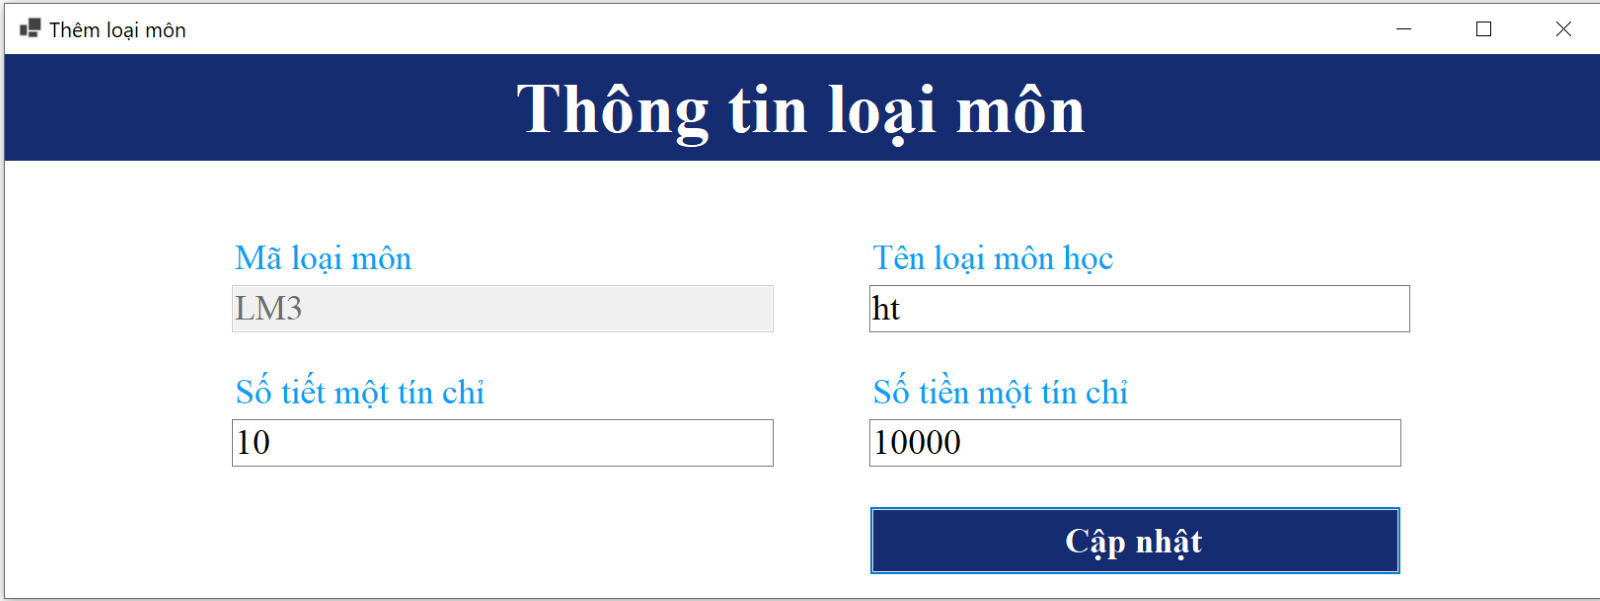 Thêm loại môn
Thông tin loại môn
Mã loại môn
Tên loại môn học
LM3
ht
Số tiết một tín chỉ
Số tiền một tín chỉ
10
10000
Cập nhật